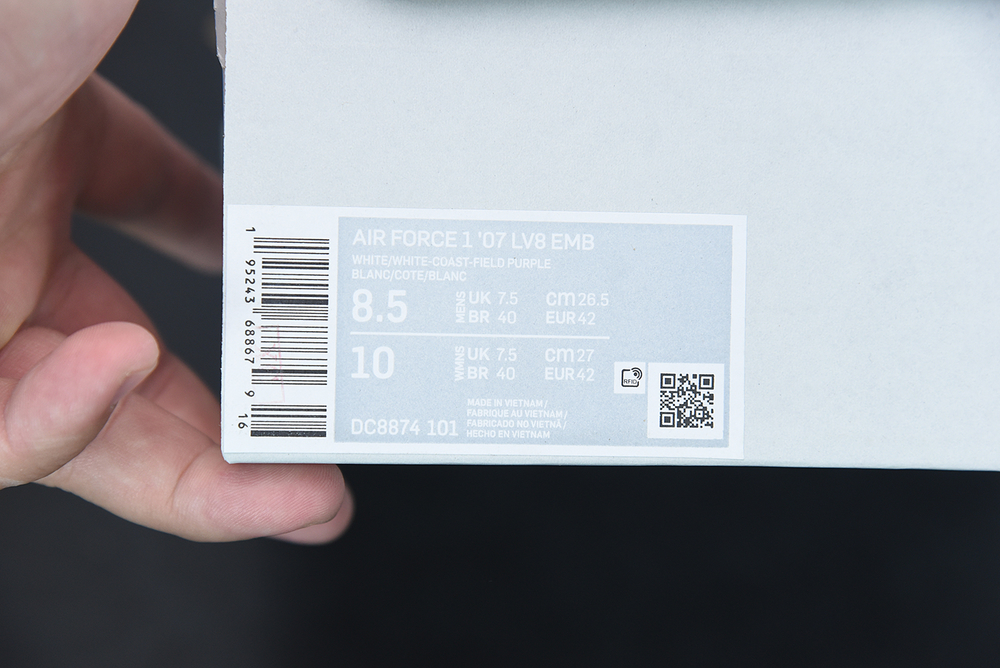 AIR FORCE 1 '07 LV8 EMB
WHITE/WHITE-COAST-FIELD PURPLE
BLANC/COTE/BLANC
8.5 MENS UK 7.5 cm 26.5
BR 40 EUR 42
10 WMNS UK 7.5 cm 27
BR 40 EUR 42
RFID
MADE IN VIETNAM /
FABRIQUE AU VIETNAM /
FABRICADO NO VIETNÃ /
HECHO EN VIETNAM
DC8874 101
1 95243 68867 9 16